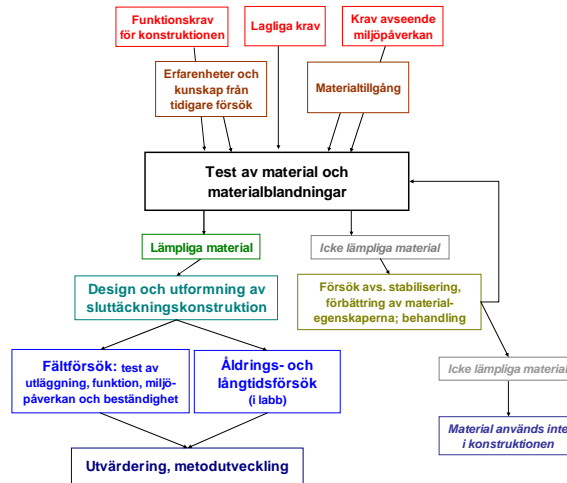 Funktionskrav
för konstruktionen
Lagliga krav
Krav avseende
miljöpåverkan
Erfarenheter och
kunskap från
tidigare försök
Materialtillgång
Test av material och
materialblandningar
Lämpliga material
Icke lämpliga material
Design och utformning av
sluttäckningskonstruktion
Försök avs. stabilisering,
förbättring av material-
egenskaperna; behandling
Fältförsök: test av
utläggning, funktion, miljö-
påverkan och beständighet
Åldrings- och
långtidsförsök
(i labb)
Icke lämpliga material
Material används inte
i konstruktionen
Utvärdering, metodutveckling